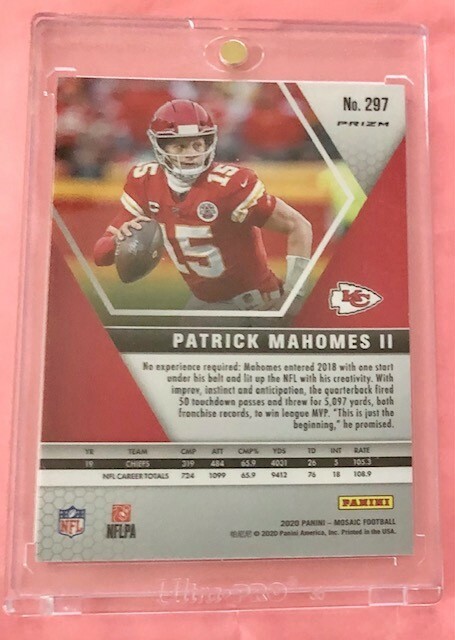 No. 297
PRIZM
15
15
KC
PATRICK MAHOMES II
No experience required: Mahomes entered 2018 with one start
under his belt and lit up the NFL with his creativity. With
improv, instinct and anticipation, the quarterback fired
50 touchdown passes and threw for 5,097 yards, both
franchise records, to win league MVP. "This is just the
beginning," he promised.
YR TEAM CMP ATT CMP% YDS TD INT RATE
19 CHIEFS 319 484 65.9 4031 26 5 105.3
NFL CAREER TOTALS 724 1099 65.9 9412 76 18 108.9
NFL
NFLPA
PANINI
2020 PANINI – MOSAIC FOOTBALL
© 2020 Panini America, Inc. Printed in the USA.
Ultra PRO